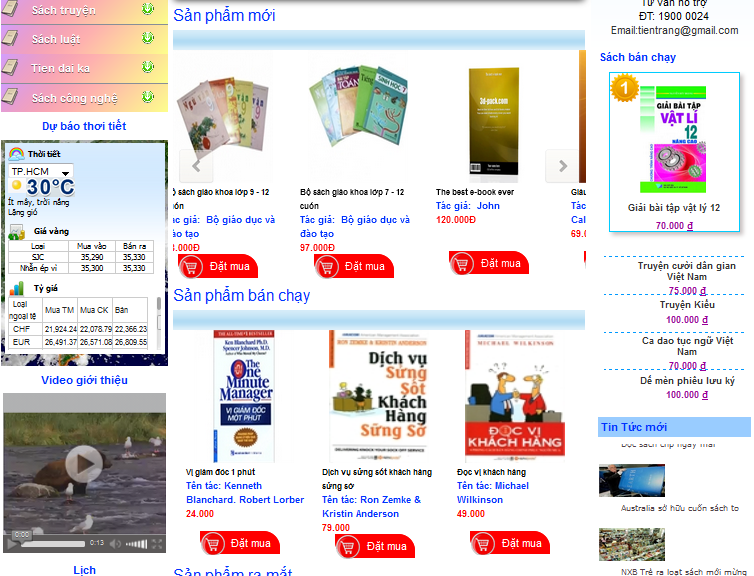 Sách truyện
Sách luật
Tien dai ka
Sách công nghệ
Dự báo thời tiết
Thời tiết
TP.HCM
30°C
Ít mây, trời nắng
Lặng gió
Giá vàng
Loại Mua vào Bán ra
SJC 35,290 35,330
Nhẫn ép vỉ 35,300 35,330
Tỷ giá
Loại ngoại tệ Mua TM Mua CK Bán
CHF 21,924.24 22,078.79 22,366.23
EUR 26,491.37 26,571.08 26,809.55
Video giới thiệu
0:00
0:13
Lịch
Sản phẩm mới
3d-pack.com
ộ sách giáo khoa lớp 9 - 12
cuốn
ác giả: Bộ giáo dục và
ào tạo
.000Đ
Đặt mua
Bộ sách giáo khoa lớp 7 - 12
cuốn
Tác giả: Bộ giáo dục và
đào tạo
97.000Đ
Đặt mua
The best e-book ever
Tác giả: John
120.000Đ
Đặt mua
Giáo
Tác
Cal
69.0
Sản phẩm bán chạy
Ken Blanchard Ph.D.
Spencer Johnson, M.D.
The
One
Minute
Manager
VỊ GIÁM ĐỐC
MỘT PHÚT
RON ZEMKE & KRISTIN ANDERSON
Dịch vụ
Sửng
Sốt
Khách
Hàng
Sững Sờ
DELIVERING KNOCK YOUR SOCKS OFF SERVICE
MICHAEL WILKINSON
ĐỌC VỊ
KHÁCH HÀNG
Vị giám đốc 1 phút
Tên tác: Kenneth
Blanchard. Robert Lorber
24.000
Đặt mua
Dịch vụ sửng sốt khách hàng
sững sờ
Tên tác: Ron Zemke &
Kristin Anderson
79.000
Đặt mua
Đọc vị khách hàng
Tên tác: Michael
Wilkinson
49.000
Đặt mua
Sản phẩm ra mắt
Tư vấn hỗ trợ
ĐT: 1900 0024
Email:tientrang@gmail.com
Sách bán chạy
1
GIẢI BÀI TẬP
VẬT LÍ
12
NÂNG CAO
Giải bài tập vật lý 12
70.000 đ
Truyện cười dân gian
Việt Nam
75.000 đ
Truyện Kiều
100.000 đ
Ca dao tục ngữ Việt
Nam
70.000 đ
Dế mèn phiêu lưu ký
100.000 đ
Tin Tức mới
Đọc sách chip ngày mai
Australia sở hữu cuốn sách to
NXB Trẻ ra loạt sách mới mừng